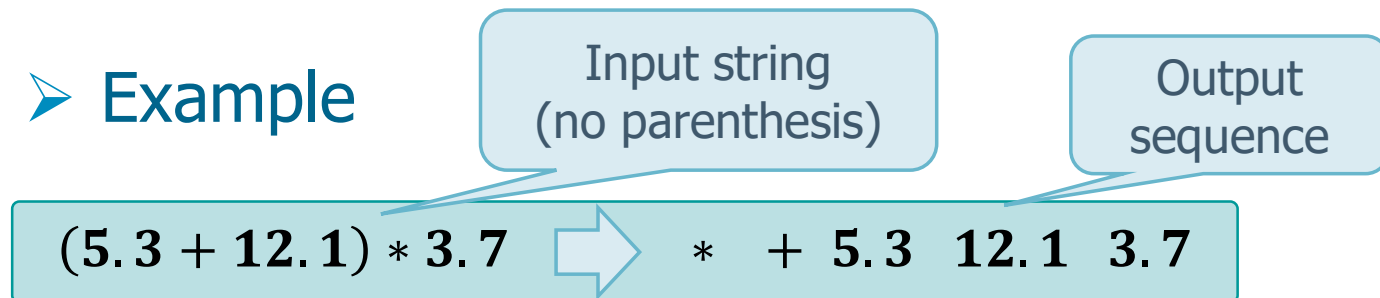 Example
Input string
(no parenthesis)
Output
sequence
(5.3 + 12.1) ∗ 3.7
∗ + 5.3 12.1 3.7